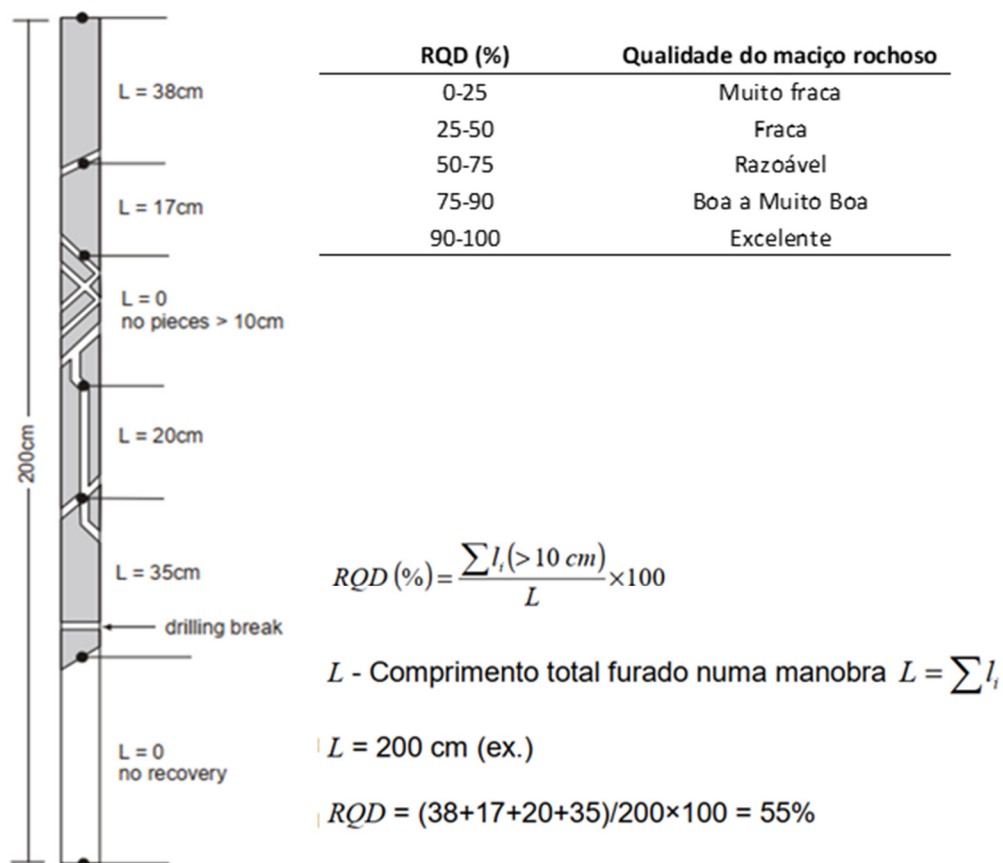 200cm
L = 38cm
L = 17cm
L = 0
no pieces > 10cm
L = 20cm
L = 35cm
drilling break
L = 0
no recovery
RQD (%) Qualidade do maciço rochoso
0-25 Muito fraca
25-50 Fraca
50-75 Razoável
75-90 Boa a Muito Boa
90-100 Excelente
RQD (%) = ∑lᵢ(>10 cm) / L ×100
L - Comprimento total furado numa manobra L = ∑lᵢ
L = 200 cm (ex.)
RQD = (38+17+20+35)/200×100 = 55%